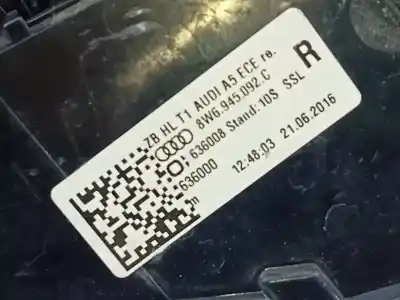 ZB HL T1 AUDI A5 ECE re.
8W6.945.092.C
636008 Stand:10S SSL
636000 12:48:03 21.06.2016
R